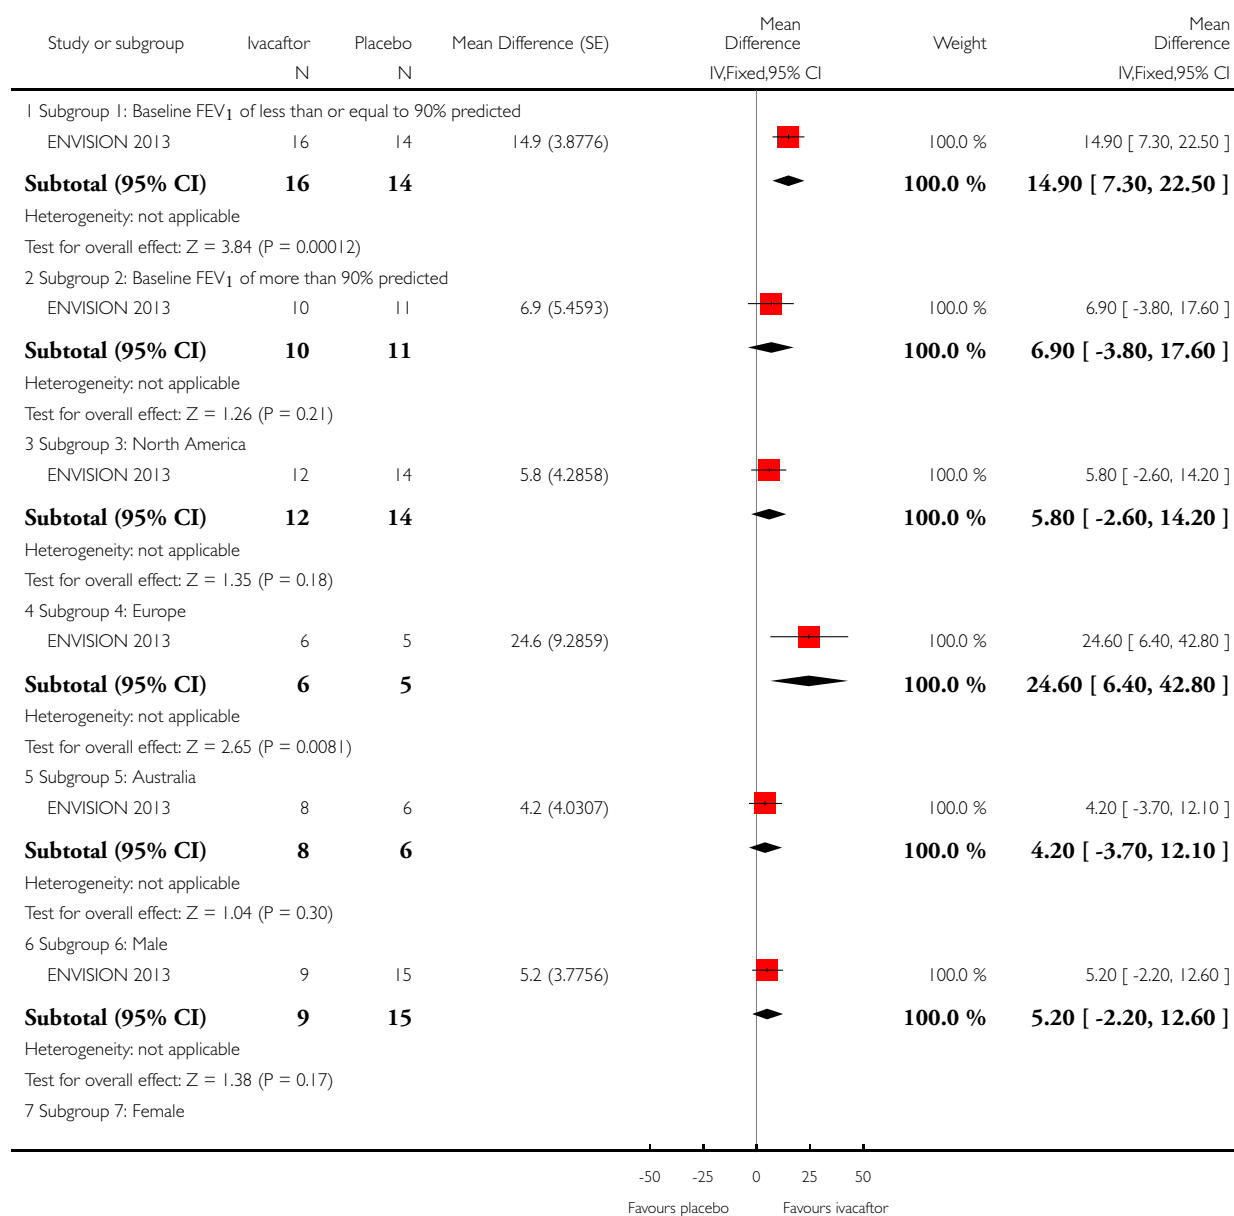 Study or subgroup Ivacaftor Placebo Mean Difference (SE) Mean Difference Weight Mean Difference
N N IV,Fixed,95% CI IV,Fixed,95% CI
1 Subgroup 1: Baseline FEV1 of less than or equal to 90% predicted
ENVISION 2013 16 14 14.9 (3.8776) 100.0 % 14.90 [ 7.30, 22.50 ]
Subtotal (95% CI) 16 14 100.0 % 14.90 [ 7.30, 22.50 ]
Heterogeneity: not applicable
Test for overall effect: Z = 3.84 (P = 0.00012)
2 Subgroup 2: Baseline FEV1 of more than 90% predicted
ENVISION 2013 10 11 6.9 (5.4593) 100.0 % 6.90 [ -3.80, 17.60 ]
Subtotal (95% CI) 10 11 100.0 % 6.90 [ -3.80, 17.60 ]
Heterogeneity: not applicable
Test for overall effect: Z = 1.26 (P = 0.21)
3 Subgroup 3: North America
ENVISION 2013 12 14 5.8 (4.2858) 100.0 % 5.80 [ -2.60, 14.20 ]
Subtotal (95% CI) 12 14 100.0 % 5.80 [ -2.60, 14.20 ]
Heterogeneity: not applicable
Test for overall effect: Z = 1.35 (P = 0.18)
4 Subgroup 4: Europe
ENVISION 2013 6 5 24.6 (9.2859) 100.0 % 24.60 [ 6.40, 42.80 ]
Subtotal (95% CI) 6 5 100.0 % 24.60 [ 6.40, 42.80 ]
Heterogeneity: not applicable
Test for overall effect: Z = 2.65 (P = 0.0081)
5 Subgroup 5: Australia
ENVISION 2013 8 6 4.2 (4.0307) 100.0 % 4.20 [ -3.70, 12.10 ]
Subtotal (95% CI) 8 6 100.0 % 4.20 [ -3.70, 12.10 ]
Heterogeneity: not applicable
Test for overall effect: Z = 1.04 (P = 0.30)
6 Subgroup 6: Male
ENVISION 2013 9 15 5.2 (3.7756) 100.0 % 5.20 [ -2.20, 12.60 ]
Subtotal (95% CI) 9 15 100.0 % 5.20 [ -2.20, 12.60 ]
Heterogeneity: not applicable
Test for overall effect: Z = 1.38 (P = 0.17)
7 Subgroup 7: Female
-50 -25 0 25 50
Favours placebo Favours ivacaftor